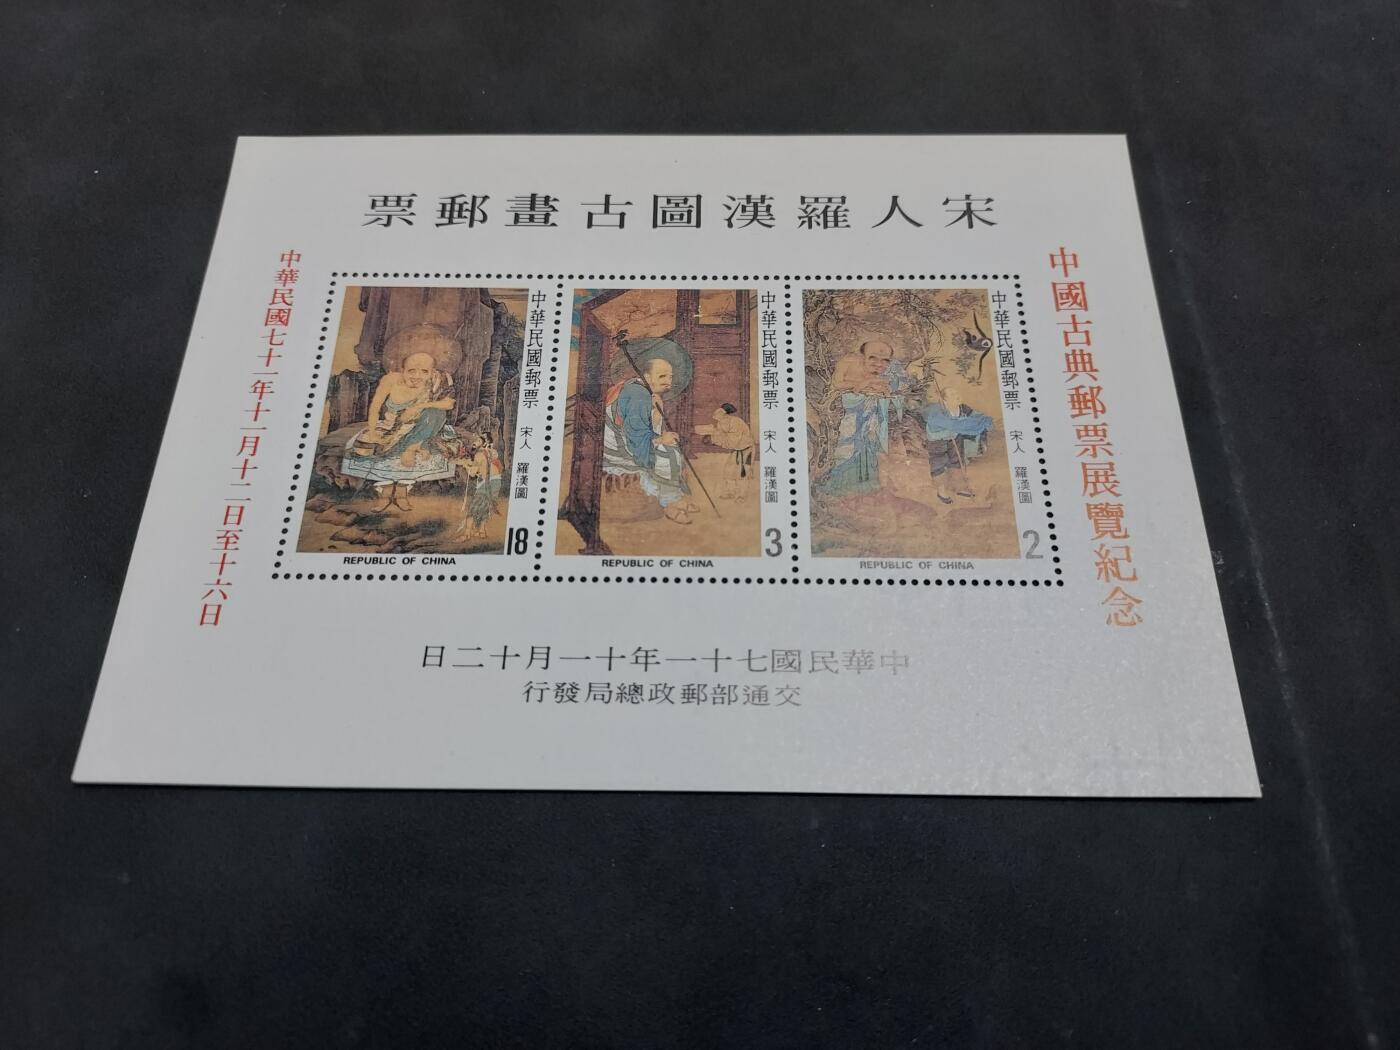 宋人羅漢圖古畫郵票
中國古典郵票展覽紀念
中華民國郵票 宋人 羅漢圖
2
REPUBLIC OF CHINA
中華民國郵票 宋人 羅漢圖
3
REPUBLIC OF CHINA
中華民國郵票 宋人 羅漢圖
18
REPUBLIC OF CHINA
中華民國七十一年十一月十二日至十六日
中華民國七十一年十一月十二日
交通部郵政總局發行